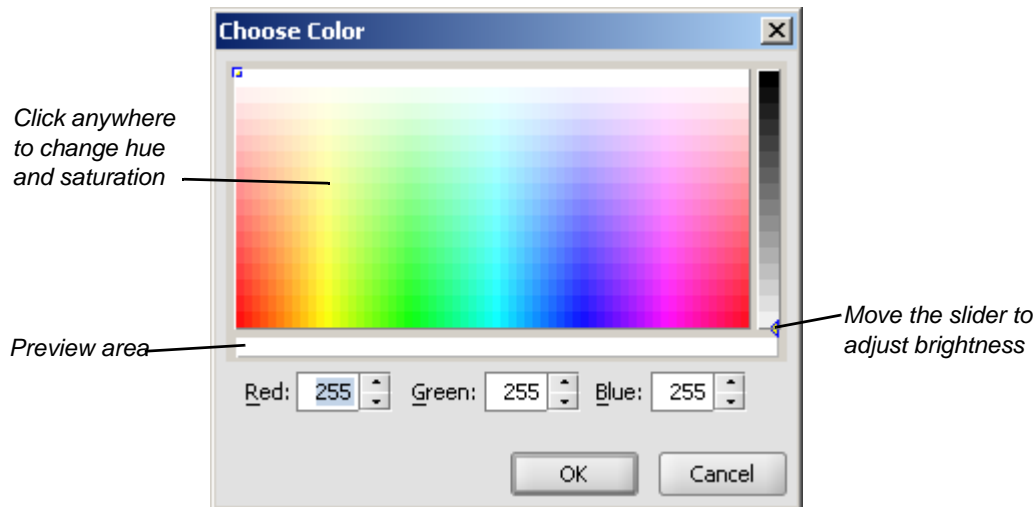 Choose Color
Click anywhere
to change hue
and saturation
Move the slider to
adjust brightness
Preview area
Red: 255 Green: 255 Blue: 255
OK Cancel